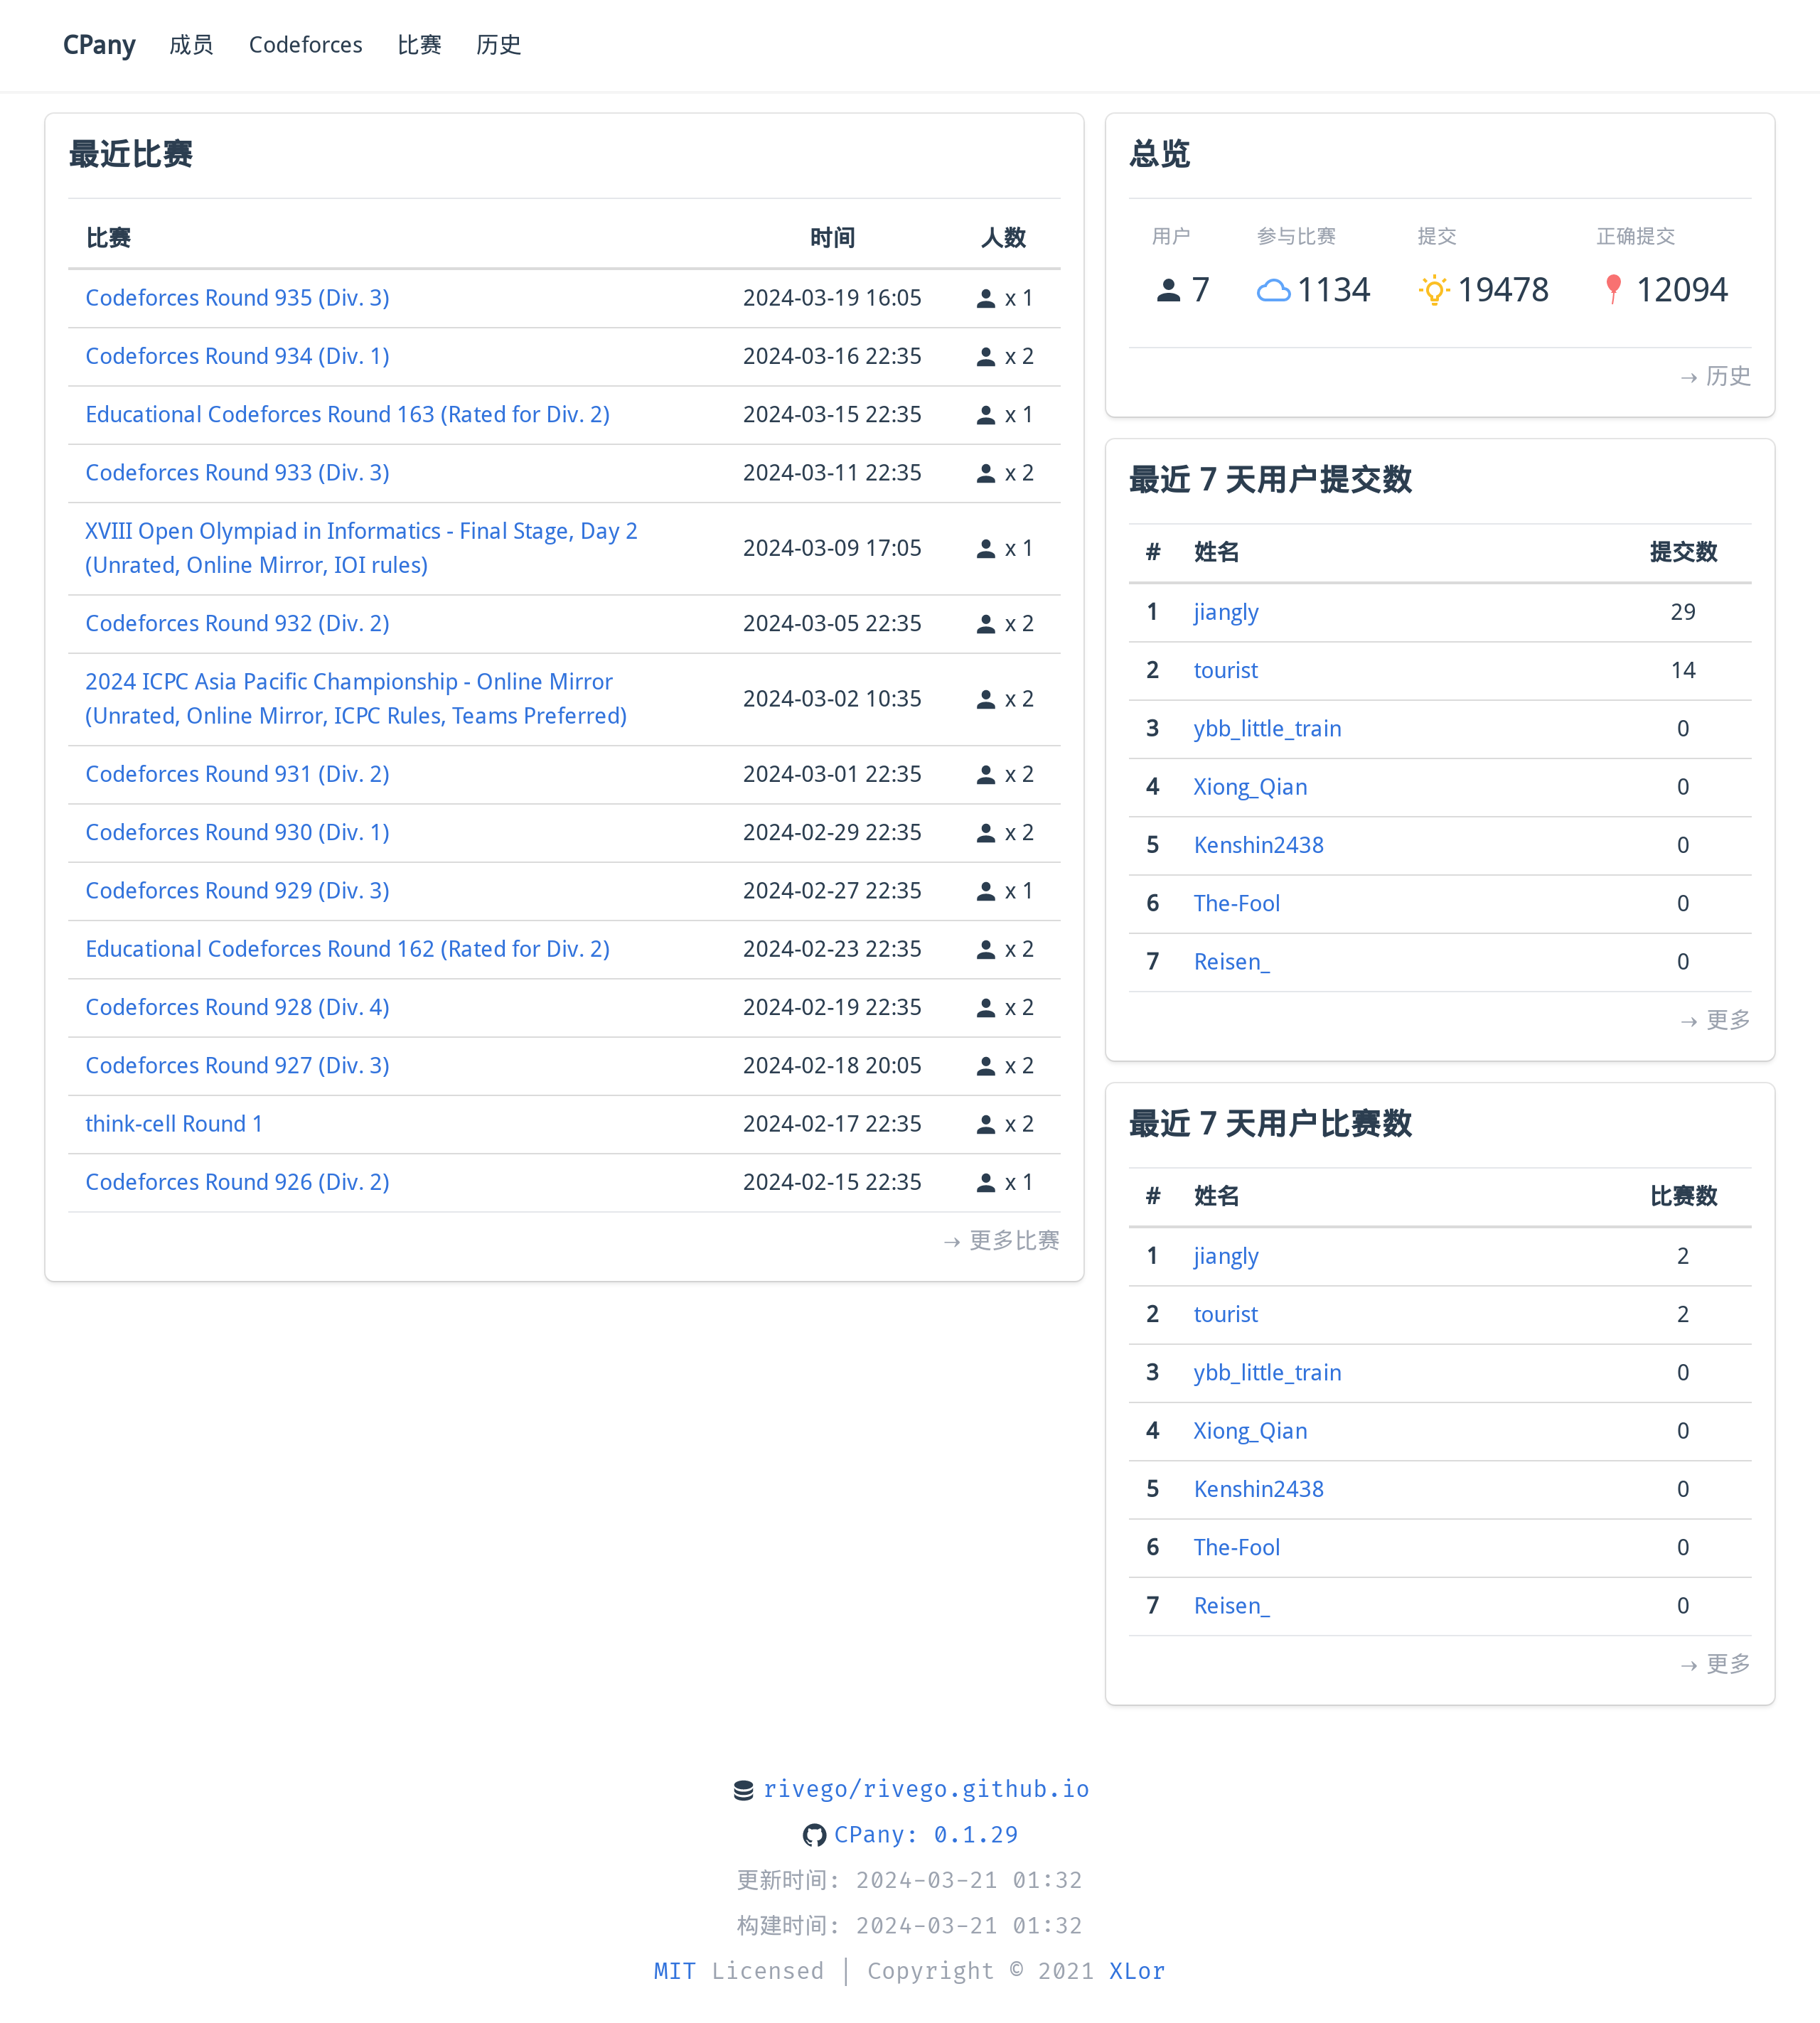 CPany 成员 Codeforces 比赛 历史
最近比赛
比赛 时间 人数
Codeforces Round 935 (Div. 3) 2024-03-19 16:05 x 1
Codeforces Round 934 (Div. 1) 2024-03-16 22:35 x 2
Educational Codeforces Round 163 (Rated for Div. 2) 2024-03-15 22:35 x 1
Codeforces Round 933 (Div. 3) 2024-03-11 22:35 x 2
XVIII Open Olympiad in Informatics - Final Stage, Day 2
(Unrated, Online Mirror, IOI rules) 2024-03-09 17:05 x 1
Codeforces Round 932 (Div. 2) 2024-03-05 22:35 x 2
2024 ICPC Asia Pacific Championship - Online Mirror
(Unrated, Online Mirror, ICPC Rules, Teams Preferred) 2024-03-02 10:35 x 2
Codeforces Round 931 (Div. 2) 2024-03-01 22:35 x 2
Codeforces Round 930 (Div. 1) 2024-02-29 22:35 x 2
Codeforces Round 929 (Div. 3) 2024-02-27 22:35 x 1
Educational Codeforces Round 162 (Rated for Div. 2) 2024-02-23 22:35 x 2
Codeforces Round 928 (Div. 4) 2024-02-19 22:35 x 2
Codeforces Round 927 (Div. 3) 2024-02-18 20:05 x 2
think-cell Round 1 2024-02-17 22:35 x 2
Codeforces Round 926 (Div. 2) 2024-02-15 22:35 x 1
→ 更多比赛
总览
用户 参与比赛 提交 正确提交
7 1134 19478 12094
→ 历史
最近 7 天用户提交数
# 姓名 提交数
1 jiangly 29
2 tourist 14
3 ybb_little_train 0
4 Xiong_Qian 0
5 Kenshin2438 0
6 The-Fool 0
7 Reisen_ 0
→ 更多
最近 7 天用户比赛数
# 姓名 比赛数
1 jiangly 2
2 tourist 2
3 ybb_little_train 0
4 Xiong_Qian 0
5 Kenshin2438 0
6 The-Fool 0
7 Reisen_ 0
→ 更多
rivego/rivego.github.io
CPany: 0.1.29
更新时间: 2024-03-21 01:32
构建时间: 2024-03-21 01:32
MIT Licensed | Copyright © 2021 XLor